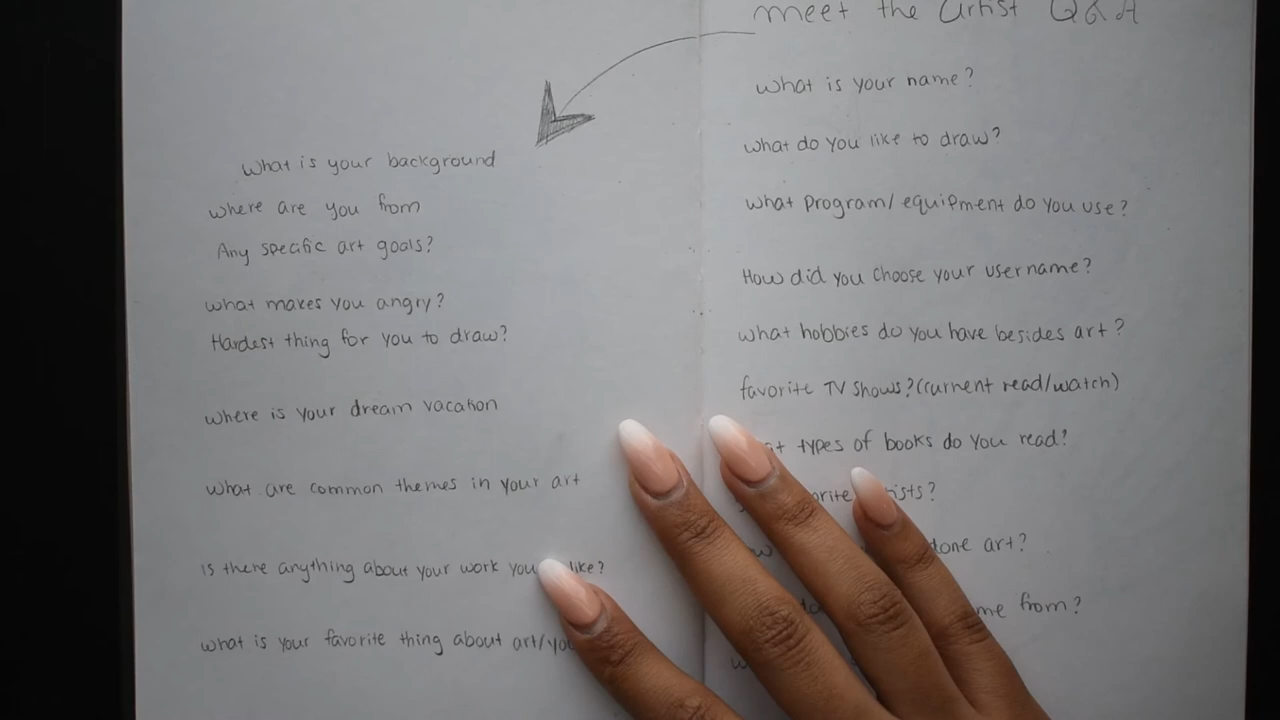 meet the artist Q&A
what is your name?
what do you like to draw?
what program/ equipment do you use?
How did you choose your username?
what hobbies do you have besides art?
favorite TV shows? (current read/watch)
types of books do you read?
tone art?
from?
what is your background
where are you from
Any specific art goals?
what makes you angry?
Hardest thing for you to draw?
where is your dream vacation
what are common themes in your art
is there anything about your work you like?
what is your favorite thing about art/